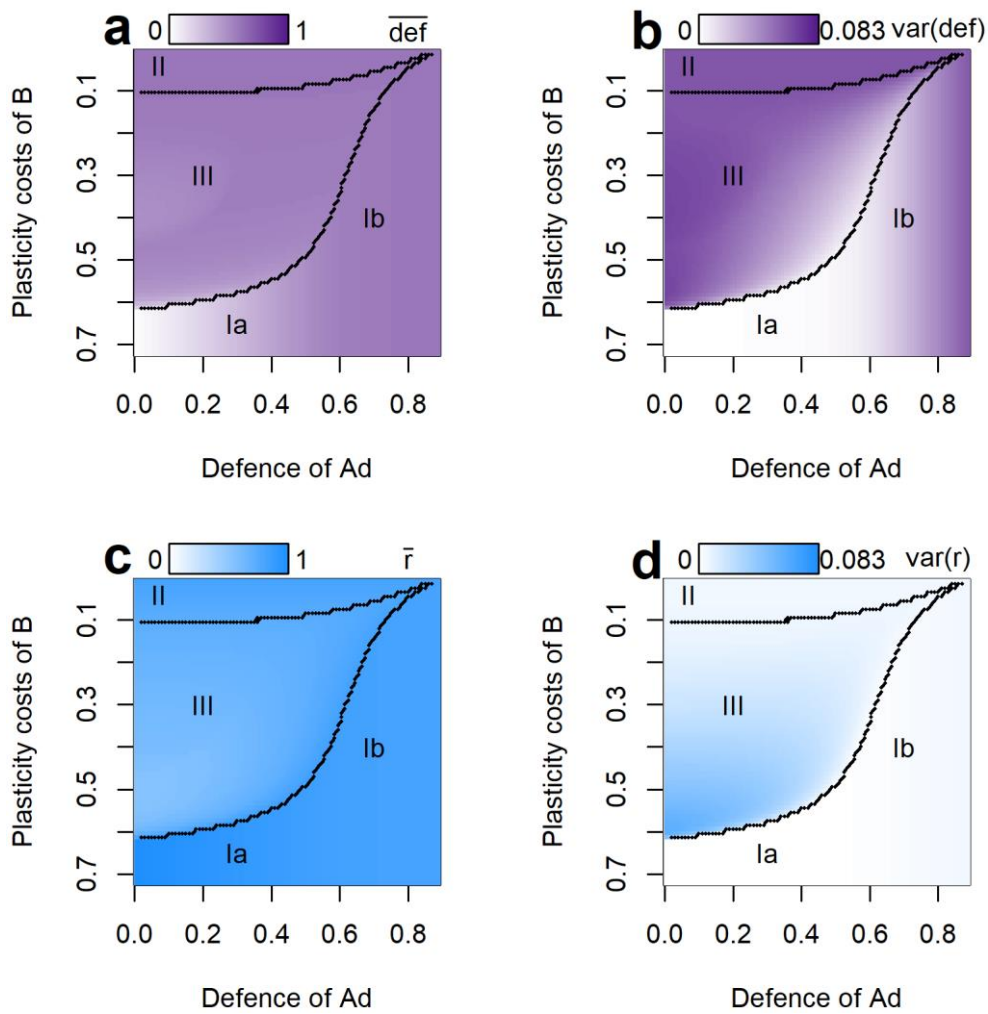 a 0 1 def
II
III
Ib
Ia
0.1
0.3
0.5
0.7
Plasticity costs of B
0.0 0.2 0.4 0.6 0.8
Defence of Ad
b 0 0.083 var(def)
II
III
Ib
Ia
0.1
0.3
0.5
0.7
Plasticity costs of B
0.0 0.2 0.4 0.6 0.8
Defence of Ad
c 0 1 r̄
II
III
Ib
Ia
0.1
0.3
0.5
0.7
Plasticity costs of B
0.0 0.2 0.4 0.6 0.8
Defence of Ad
d 0 0.083 var(r)
II
III
Ib
Ia
0.1
0.3
0.5
0.7
Plasticity costs of B
0.0 0.2 0.4 0.6 0.8
Defence of Ad